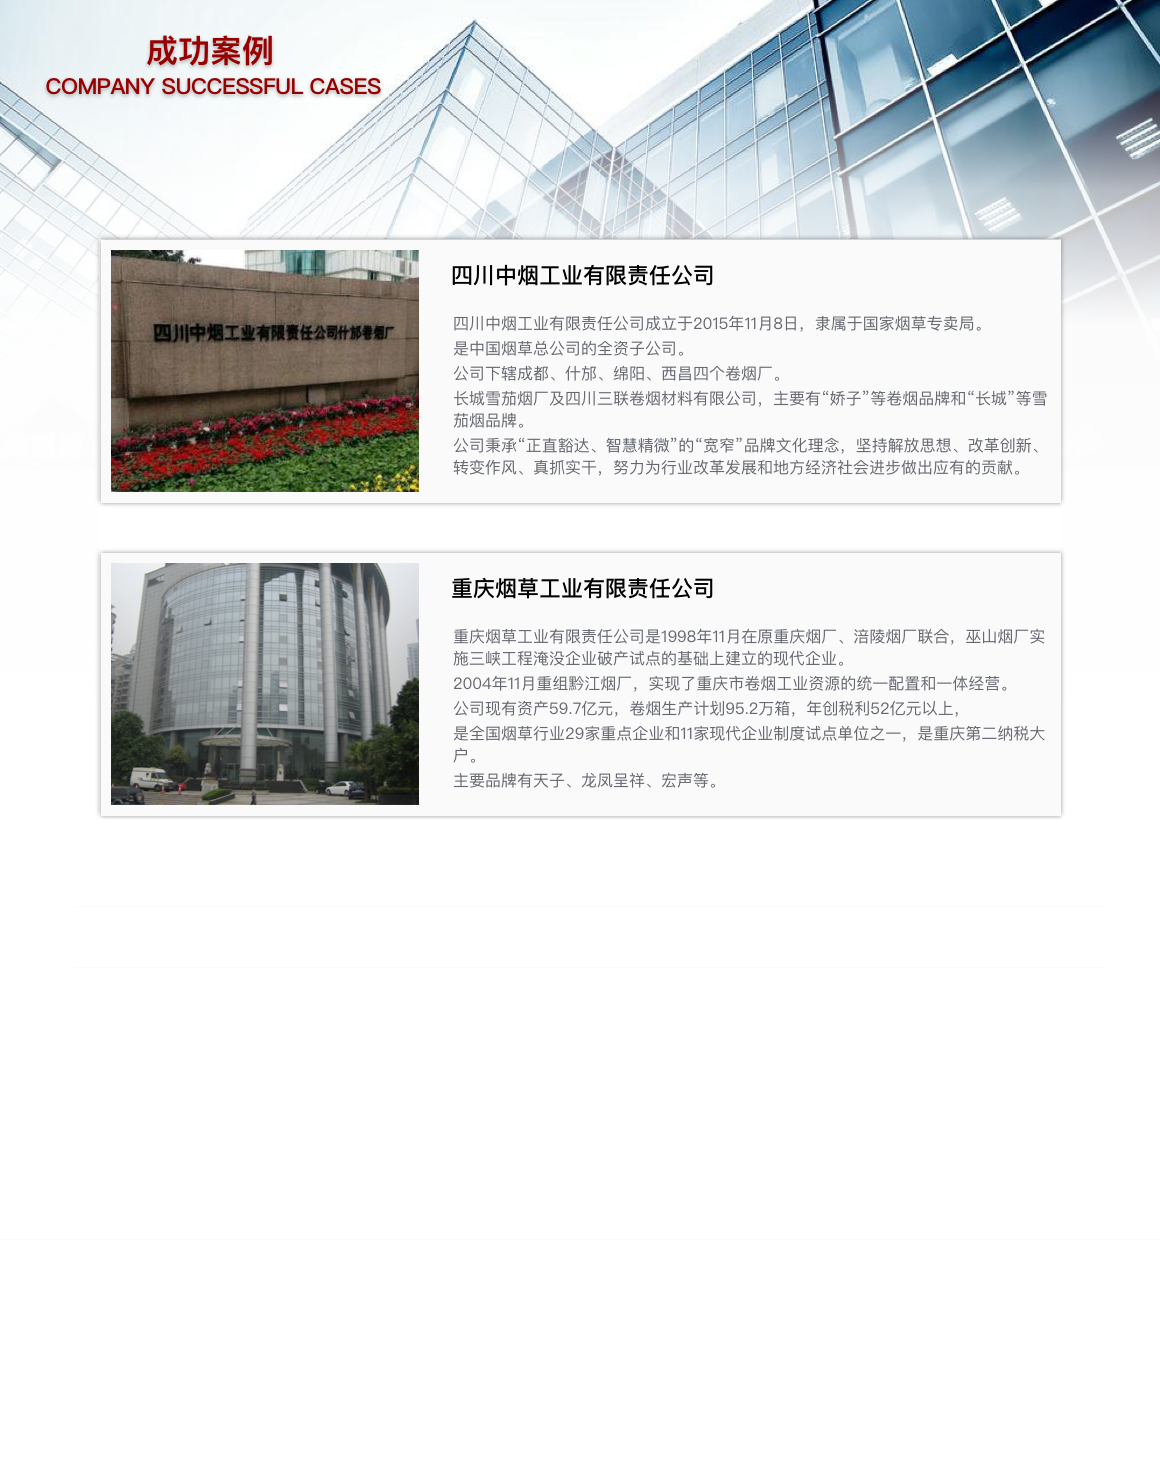 成功案例
COMPANY SUCCESSFUL CASES
四川中烟工业有限责任公司什邡卷烟厂
四川中烟工业有限责任公司
四川中烟工业有限责任公司成立于2015年11月8日，隶属于国家烟草专卖局。
是中国烟草总公司的全资子公司。
公司下辖成都、什邡、绵阳、西昌四个卷烟厂。
长城雪茄烟厂及四川三联卷烟材料有限公司，主要有“娇子”等卷烟品牌和“长城”等雪
茄烟品牌。
公司秉承“正直豁达、智慧精微”的“宽窄”品牌文化理念，坚持解放思想、改革创新、
转变作风、真抓实干，努力为行业改革发展和地方经济社会进步做出应有的贡献。
重庆烟草工业有限责任公司
重庆烟草工业有限责任公司是1998年11月在原重庆烟厂、涪陵烟厂联合，巫山烟厂实
施三峡工程淹没企业破产试点的基础上建立的现代企业。
2004年11月重组黔江烟厂，实现了重庆市卷烟工业资源的统一配置和一体经营。
公司现有资产59.7亿元，卷烟生产计划95.2万箱，年创税利52亿元以上，
是全国烟草行业29家重点企业和11家现代企业制度试点单位之一，是重庆第二纳税大
户。
主要品牌有天子、龙凤呈祥、宏声等。